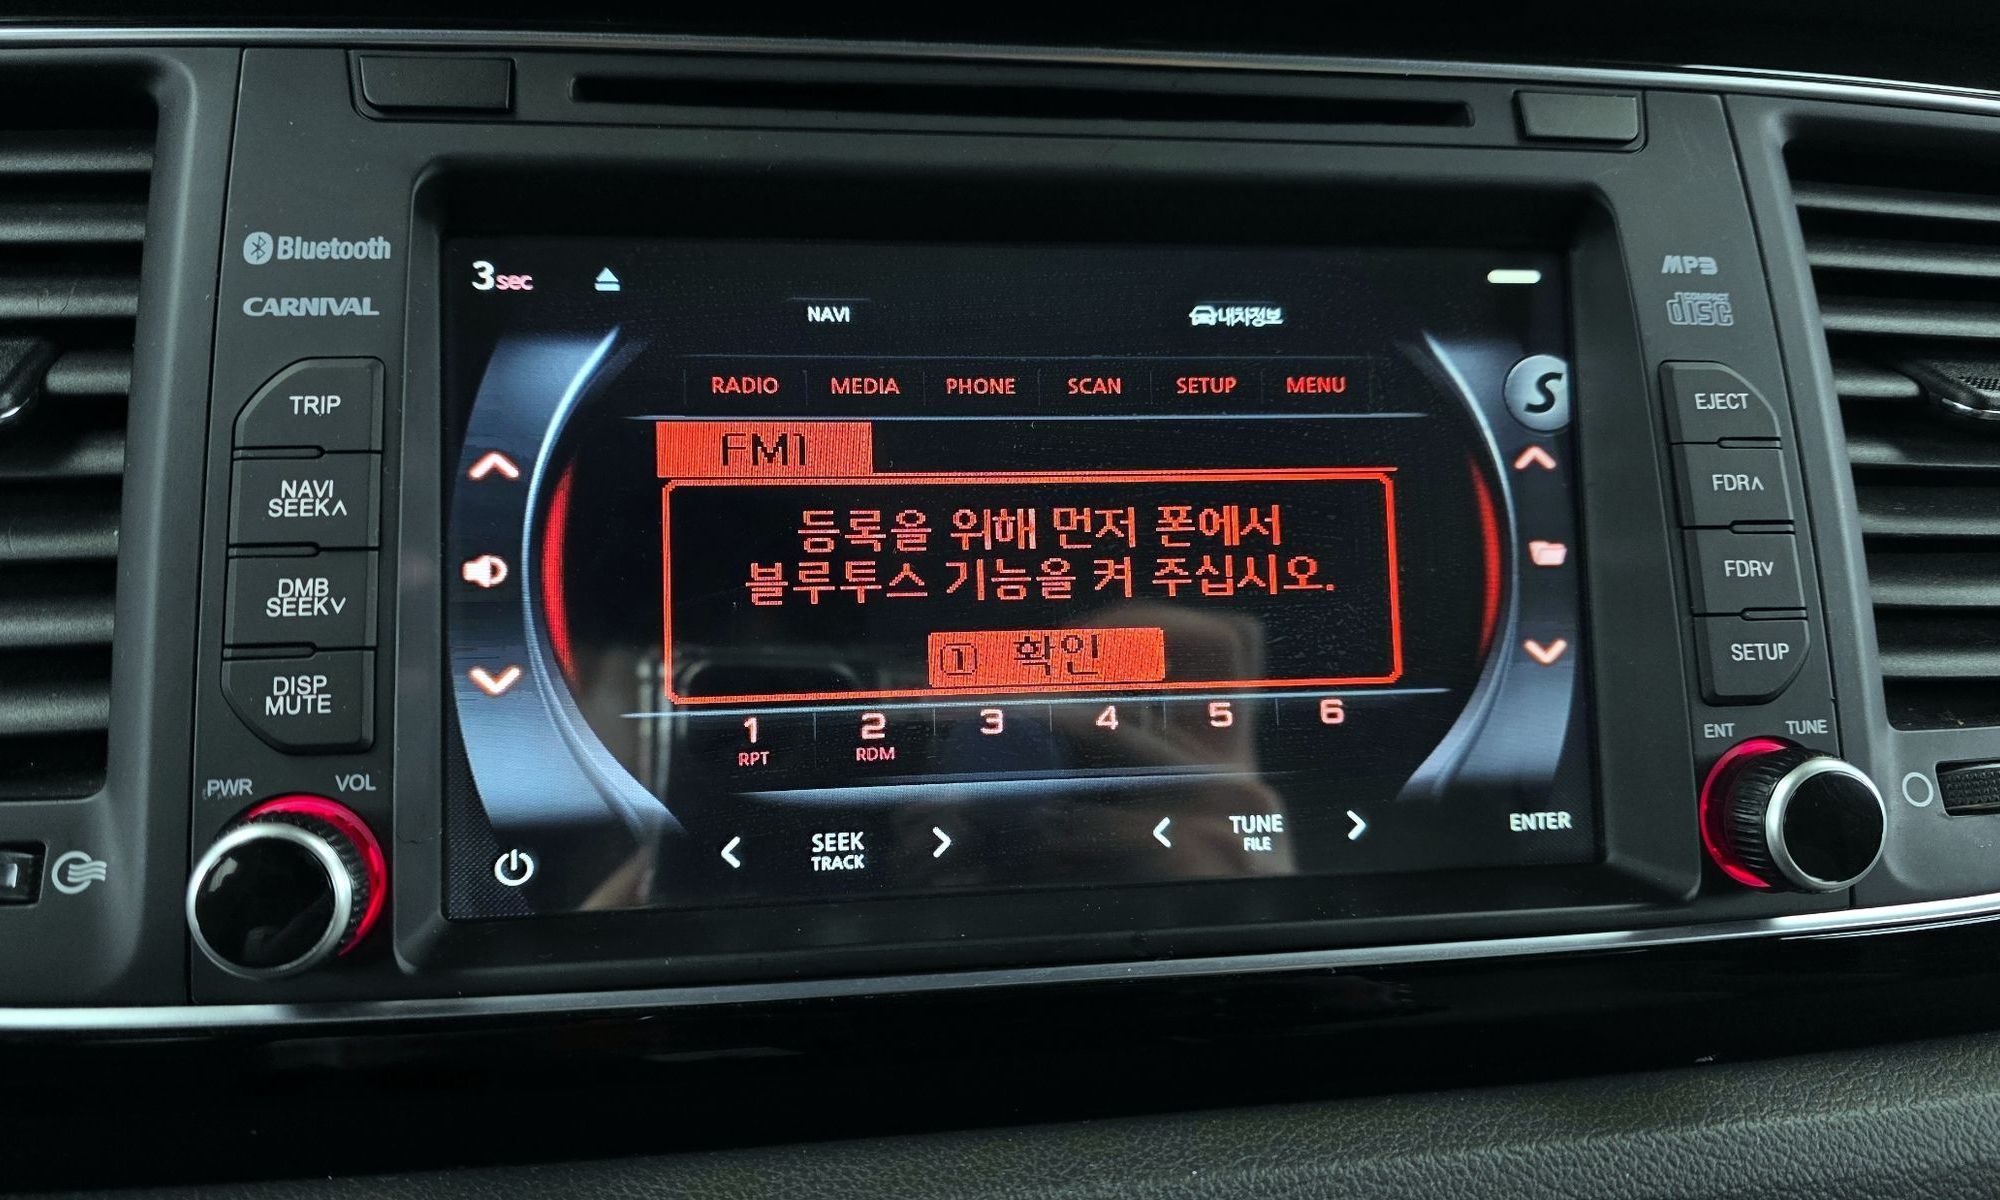 Bluetooth
CARNIVAL
TRIP
NAVI
SEEK∧
DMB
SEEK∨
DISP
MUTE
PWR
VOL
3sec
NAVI
내차정보
RADIO
MEDIA
PHONE
SCAN
SETUP
MENU
FM1
등록을 위해 먼저 폰에서
블루투스 기능을 켜 주십시오.
1 확인
1
2
3
4
5
6
RPT
RDM
< SEEK >
TRACK
< TUNE >
FILE
ENTER
S
MP3
COMPACT
disc
EJECT
FDR∧
FDR∨
SETUP
ENT
TUNE